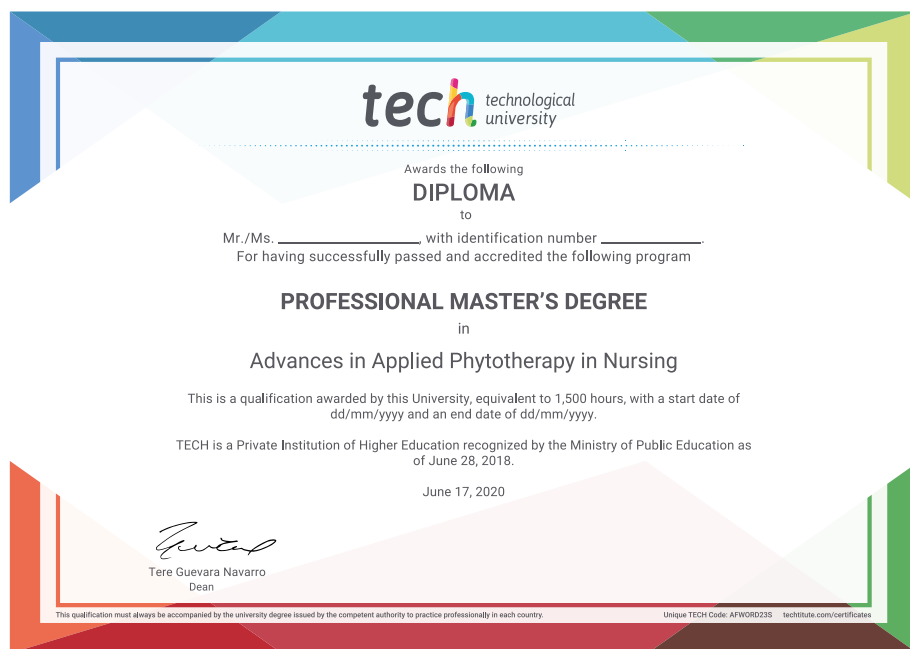 tech technological
university
Awards the following
DIPLOMA
to
Mr./Ms. ________________, with identification number ____________.
For having successfully passed and accredited the following program
PROFESSIONAL MASTER'S DEGREE
in
Advances in Applied Phytotherapy in Nursing
This is a qualification awarded by this University, equivalent to 1,500 hours, with a start date of
dd/mm/yyyy and an end date of dd/mm/yyyy.
TECH is a Private Institution of Higher Education recognized by the Ministry of Public Education as
of June 28, 2018.
June 17, 2020
Tere Guevara Navarro
Dean
This qualification must always be accompanied by the university degree issued by the competent authority to practice professionally in each country.
Unique TECH Code: AFWORD23S techtitute.com/certificates